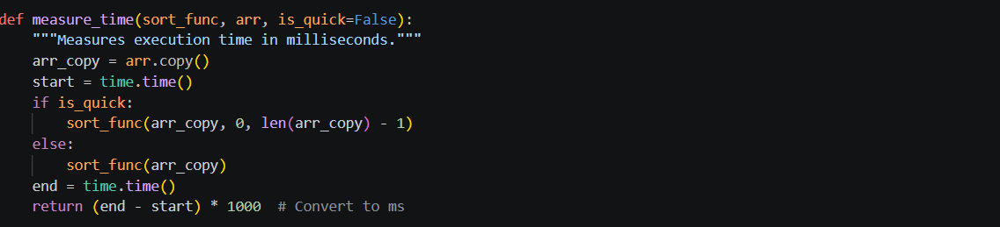 def measure_time(sort_func, arr, is_quick=False):
    """Measures execution time in milliseconds."""
    arr_copy = arr.copy()
    start = time.time()
    if is_quick:
        sort_func(arr_copy, 0, len(arr_copy) - 1)
    else:
        sort_func(arr_copy)
    end = time.time()
    return (end - start) * 1000  # Convert to ms